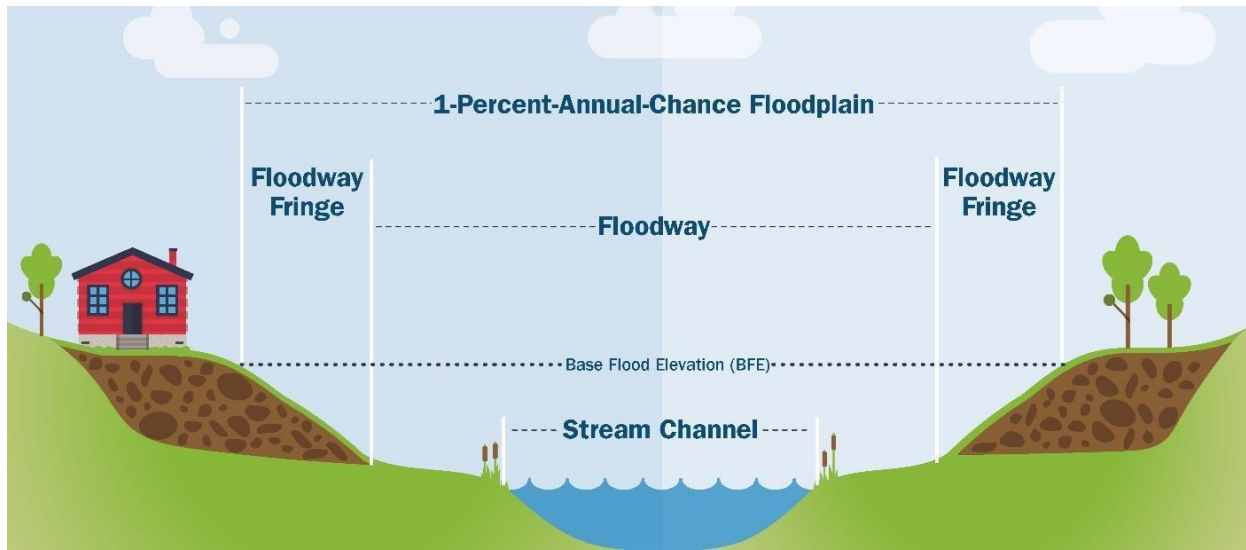 1-Percent-Annual-Chance Floodplain
Floodway
Fringe
Floodway
Fringe
Floodway
Base Flood Elevation (BFE)
Stream Channel